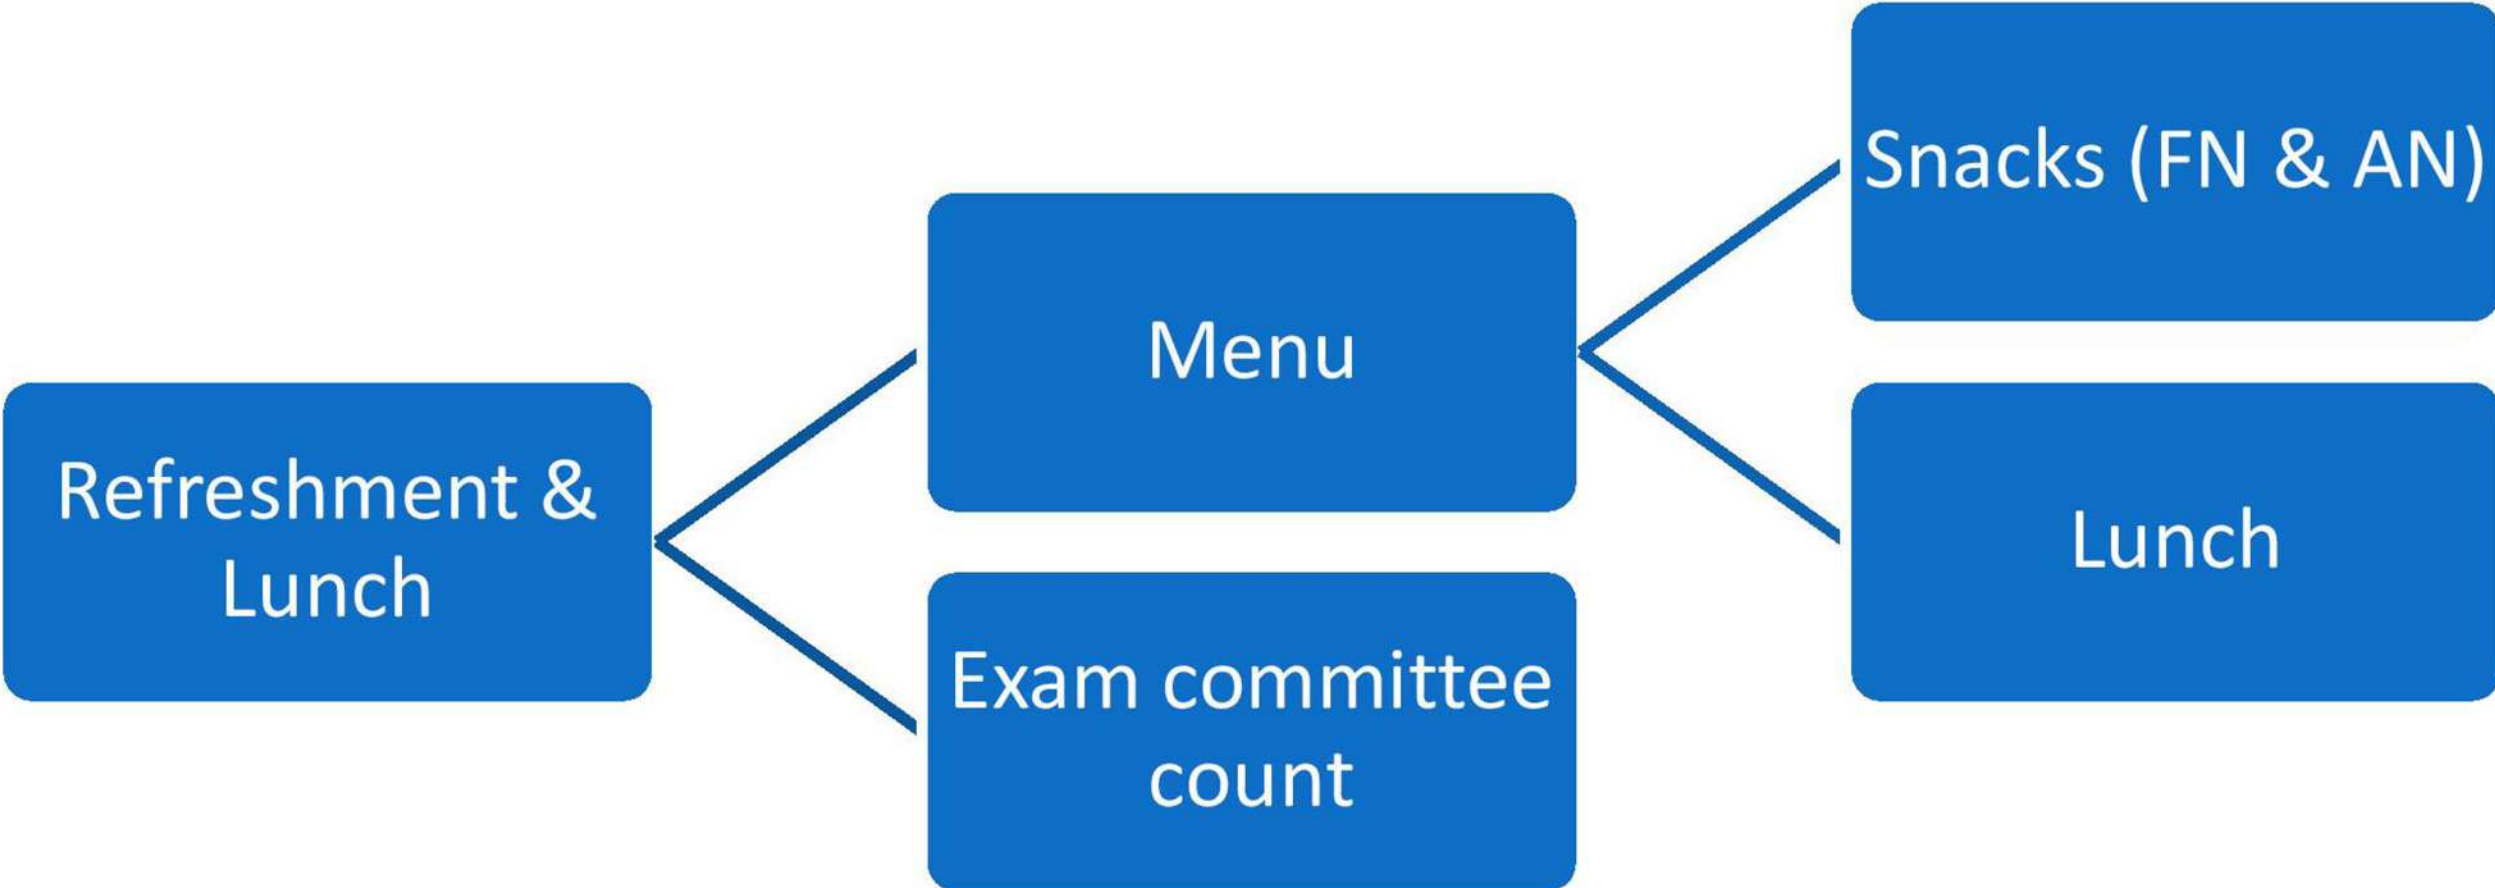 Refreshment &
Lunch
Menu
Exam committee
count
Snacks (FN & AN)
Lunch